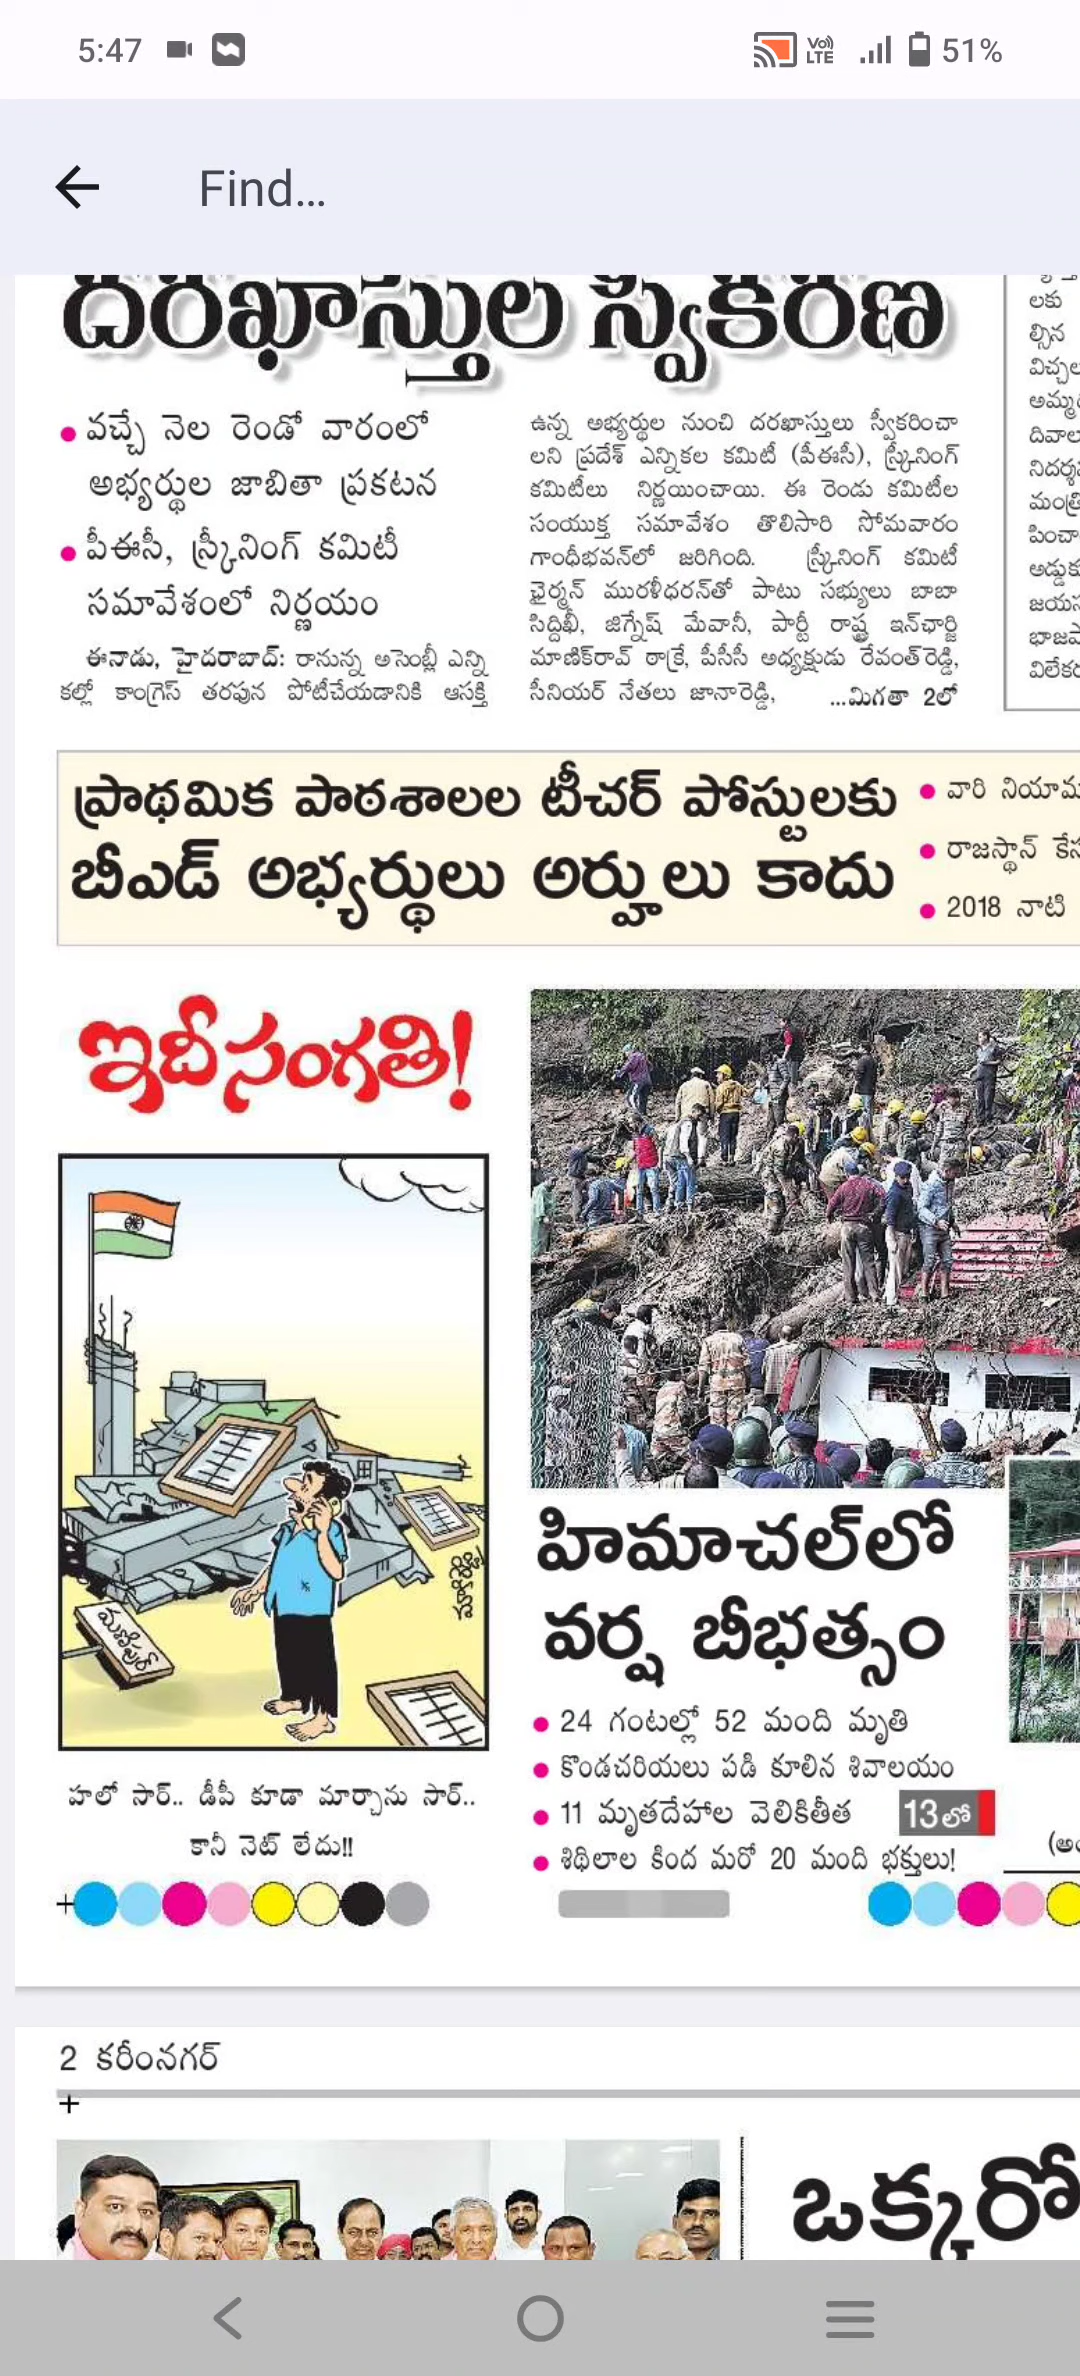 5:47
VoLTE
51%
Find...
దరఖాస్తుల స్వీకరణ
• వచ్చే నెల రెండో వారంలో
అభ్యర్థుల జాబితా ప్రకటన
• పీఈసీ, స్క్రీనింగ్ కమిటీ
సమావేశంలో నిర్ణయం
ఈనాడు, హైదరాబాద్: రానున్న అసెంబ్లీ ఎన్ని
కల్లో కాంగ్రెస్ తరపున పోటీచేయడానికి ఆసక్తి
ఉన్న అభ్యర్థుల నుంచి దరఖాస్తులు స్వీకరించా
లని ప్రదేశ్ ఎన్నికల కమిటీ (పీఈసీ), స్క్రీనింగ్
కమిటీలు నిర్ణయించాయి. ఈ రెండు కమిటీల
సంయుక్త సమావేశం తొలిసారి సోమవారం
గాంధీభవన్‌లో జరిగింది. స్క్రీనింగ్ కమిటీ
ఛైర్మన్ మురళీధరన్‌తో పాటు సభ్యులు బాబా
సిద్దిఖీ, జిగ్నేష్ మేవానీ, పార్టీ రాష్ట్ర ఇన్‌ఛార్జి
మాణిక్‌రావ్ ఠాక్రే, పీసీసీ అధ్యక్షుడు రేవంత్‌రెడ్డి,
సీనియర్ నేతలు జానారెడ్డి, ...మిగతా 2లో
లకు
ల్సిన
ప్రాథమిక పాఠశాలల టీచర్ పోస్టులకు
బీఎడ్ అభ్యర్థులు అర్హులు కాదు
• వారి
• రాజస్థాన్
• 2018 నాటి
ఇదీసంగతి!
మణిపుర్
హలో సార్.. డీపీ కూడా మార్చాను సార్..
కానీ నెట్ లేదు!!
హిమాచల్‌లో
వర్ష బీభత్సం
• 24 గంటల్లో 52 మంది మృతి
• కొండచరియలు పడి కూలిన శివాలయం
• 11 మృతదేహాల వెలికితీత 13లో
• శిథిలాల కింద మరో 20 మంది భక్తులు!
2 కరీంనగర్
ఒక్కరో